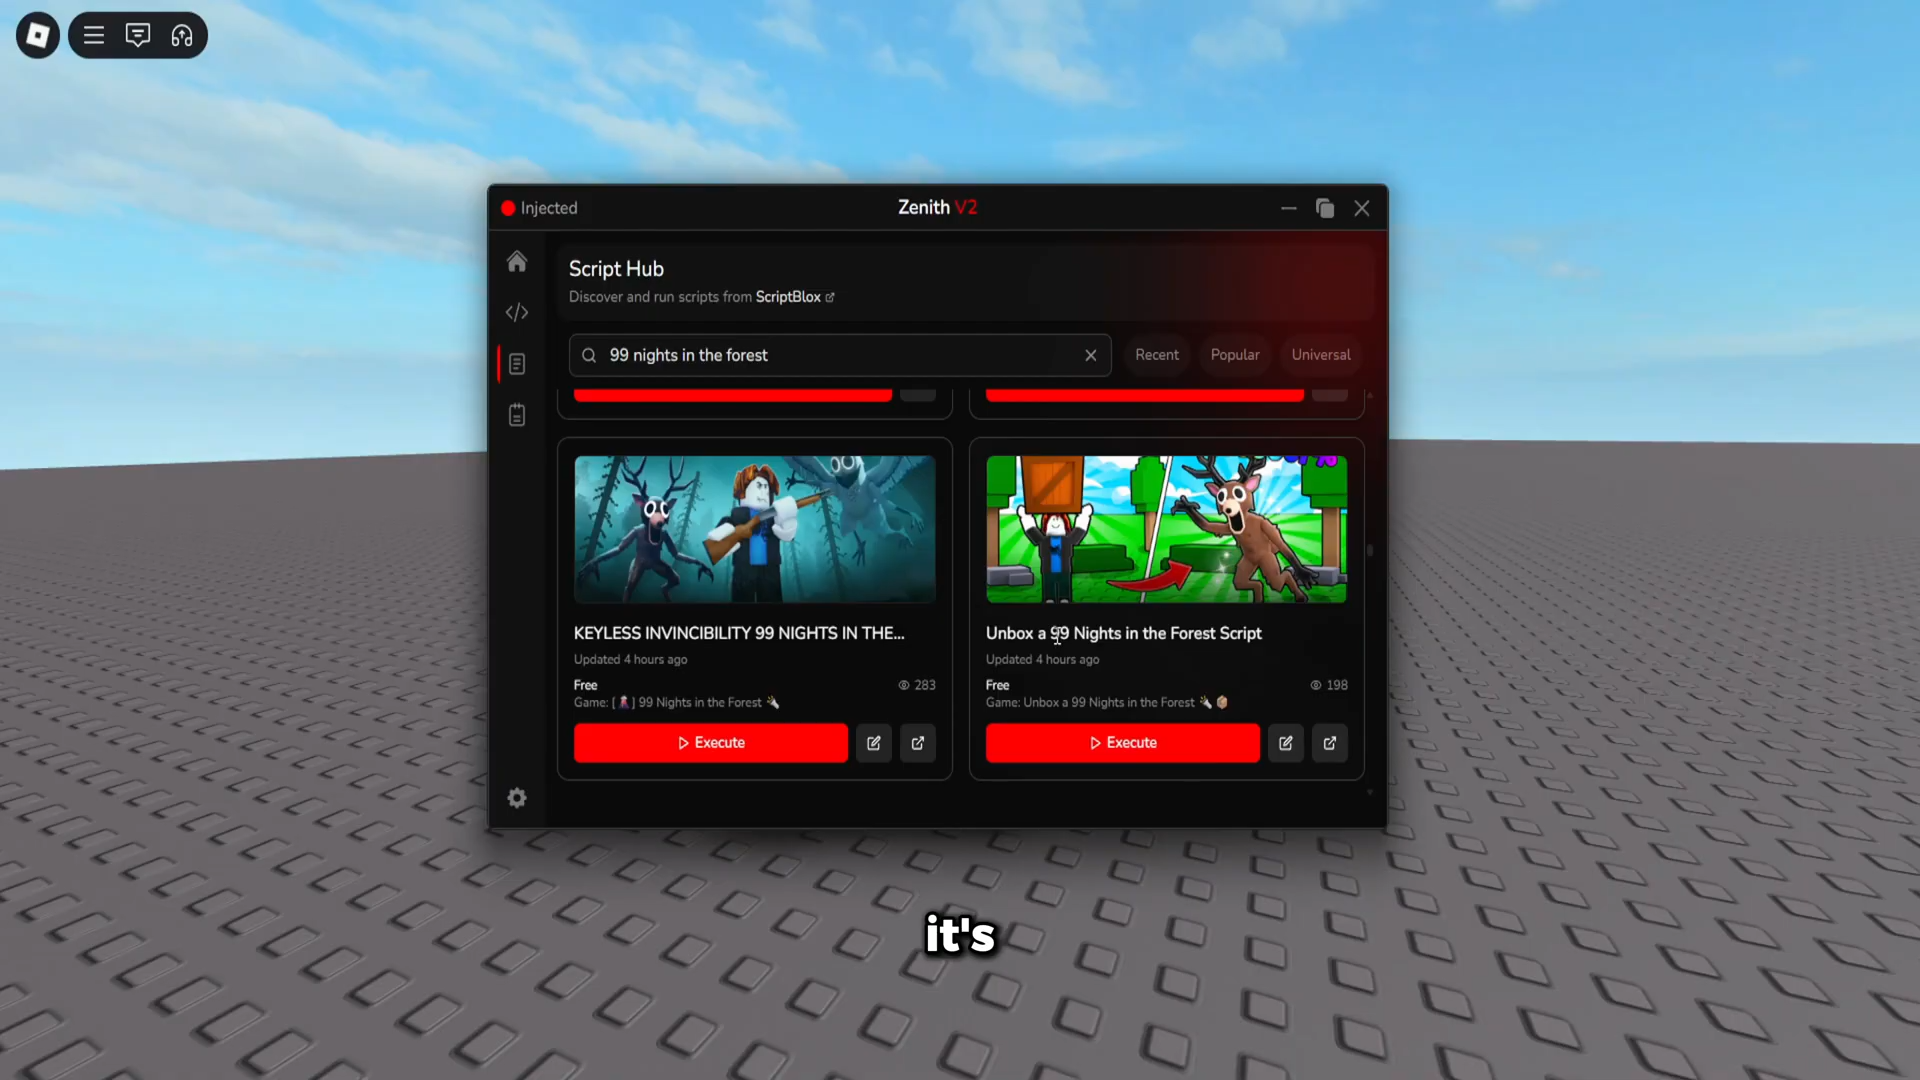 Injected
Zenith V2
Script Hub
Discover and run scripts from ScriptBlox
99 nights in the forest
Recent
Popular
Universal
KEYLESS INVINCIBILITY 99 NIGHTS IN THE...
Updated 4 hours ago
Free
283
Game: [ ] 99 Nights in the Forest
Execute
Unbox a 99 Nights in the Forest Script
Updated 4 hours ago
Free
198
Game: Unbox a 99 Nights in the Forest
Execute
it's